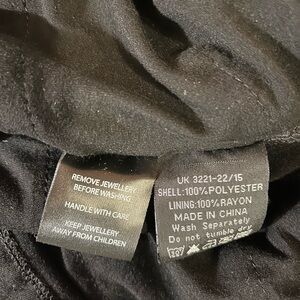 REMOVE JEWELLERY
BEFORE WASHING
HANDLE WITH CARE
KEEP JEWELLERY
AWAY FROM CHILDREN
UK 3221-22/15
SHELL:100%POLYESTER
LINING:100%RAYON
MADE IN CHINA
Wash Separately
Do not tumble dry